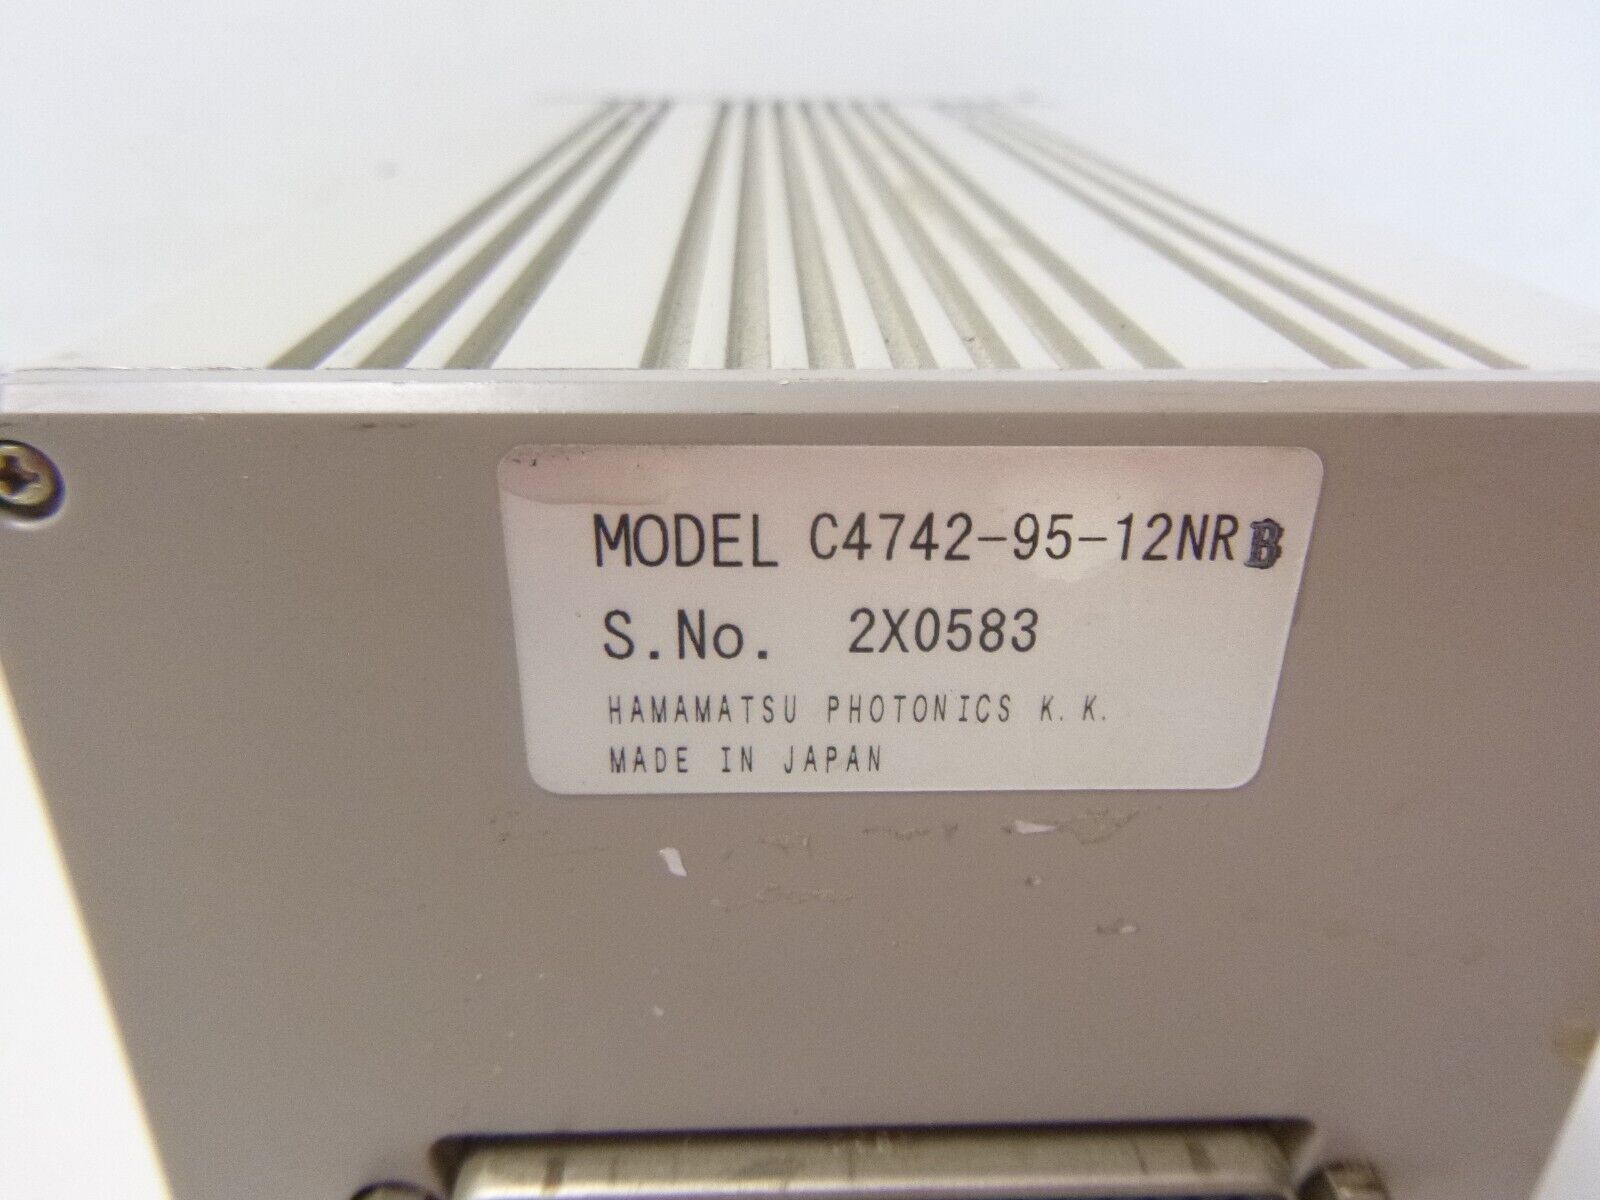 MODEL C4742-95-12NRB
S.No. 2X0583
HAMAMATSU PHOTONICS K.K.
MADE IN JAPAN